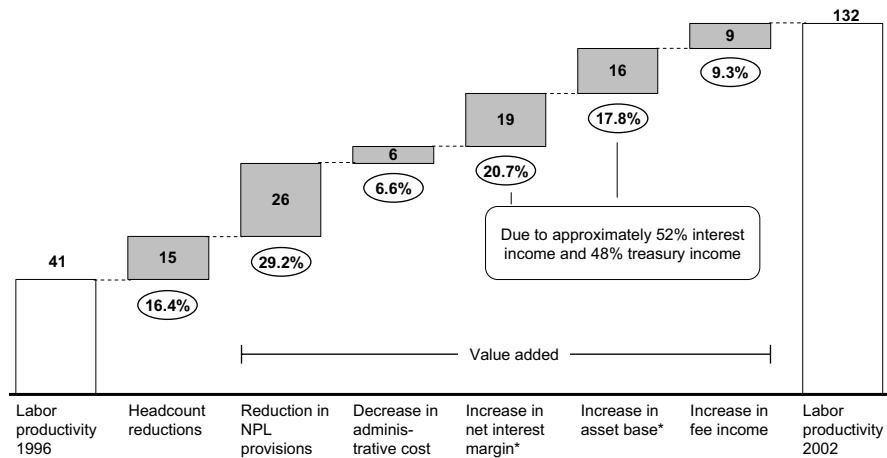 132
9
9.3%
16
17.8%
19
20.7%
6
6.6%
26
29.2%
Due to approximately 52% interest
income and 48% treasury income
41
15
16.4%
Value added
Labor
productivity
1996
Headcount
reductions
Reduction in
NPL
provisions
Decrease in
adminis-
trative cost
Increase in
net interest
margin*
Increase in
asset base*
Increase in
fee income
Labor
productivity
2002